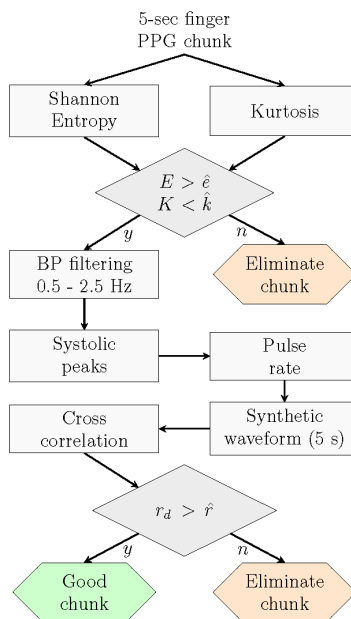 5-sec finger
PPG chunk
Shannon
Entropy
Kurtosis
E > ê
K < k̂
y
n
BP filtering
0.5 - 2.5 Hz
Eliminate
chunk
Systolic
peaks
Pulse
rate
Cross
correlation
Synthetic
waveform (5 s)
r_d > r̂
y
n
Good
chunk
Eliminate
chunk